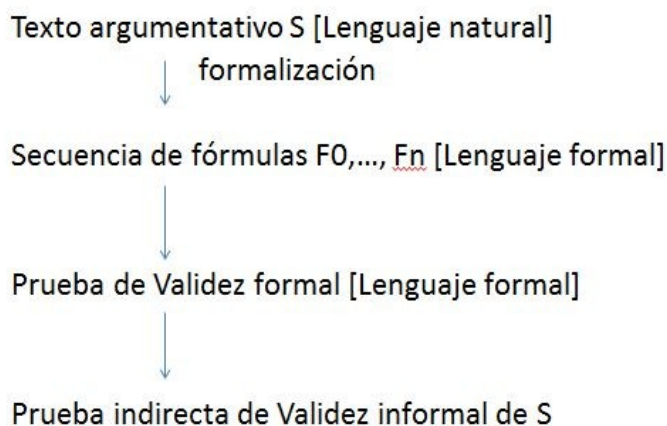 Texto argumentativo S [Lenguaje natural]
formalización
Secuencia de fórmulas F0,..., Fn [Lenguaje formal]
Prueba de Validez formal [Lenguaje formal]
Prueba indirecta de Validez informal de S